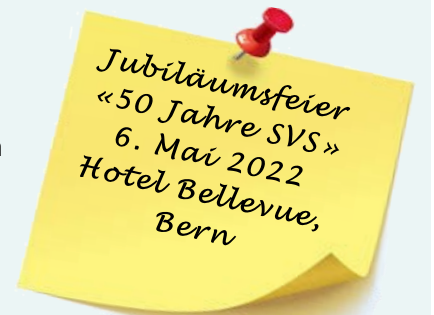 Jubiläumsfeier
«50 Jahre SVS»
6. Mai 2022
Hotel Bellevue,
Bern